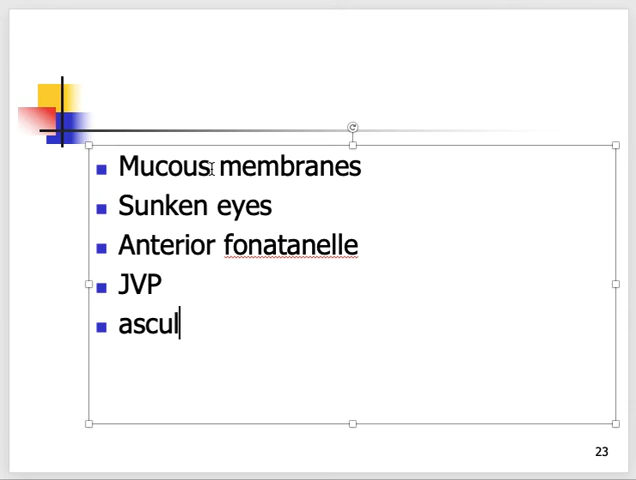 Mucous membranes
Sunken eyes
Anterior fonatanelle
JVP
ascul
23